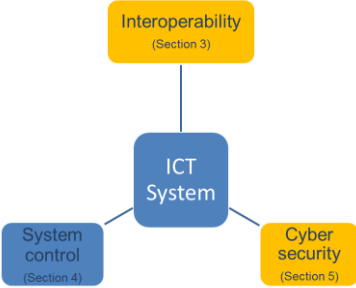 Interoperability
(Section 3)
ICT
System
System
control
(Section 4)
Cyber
security
(Section 5)